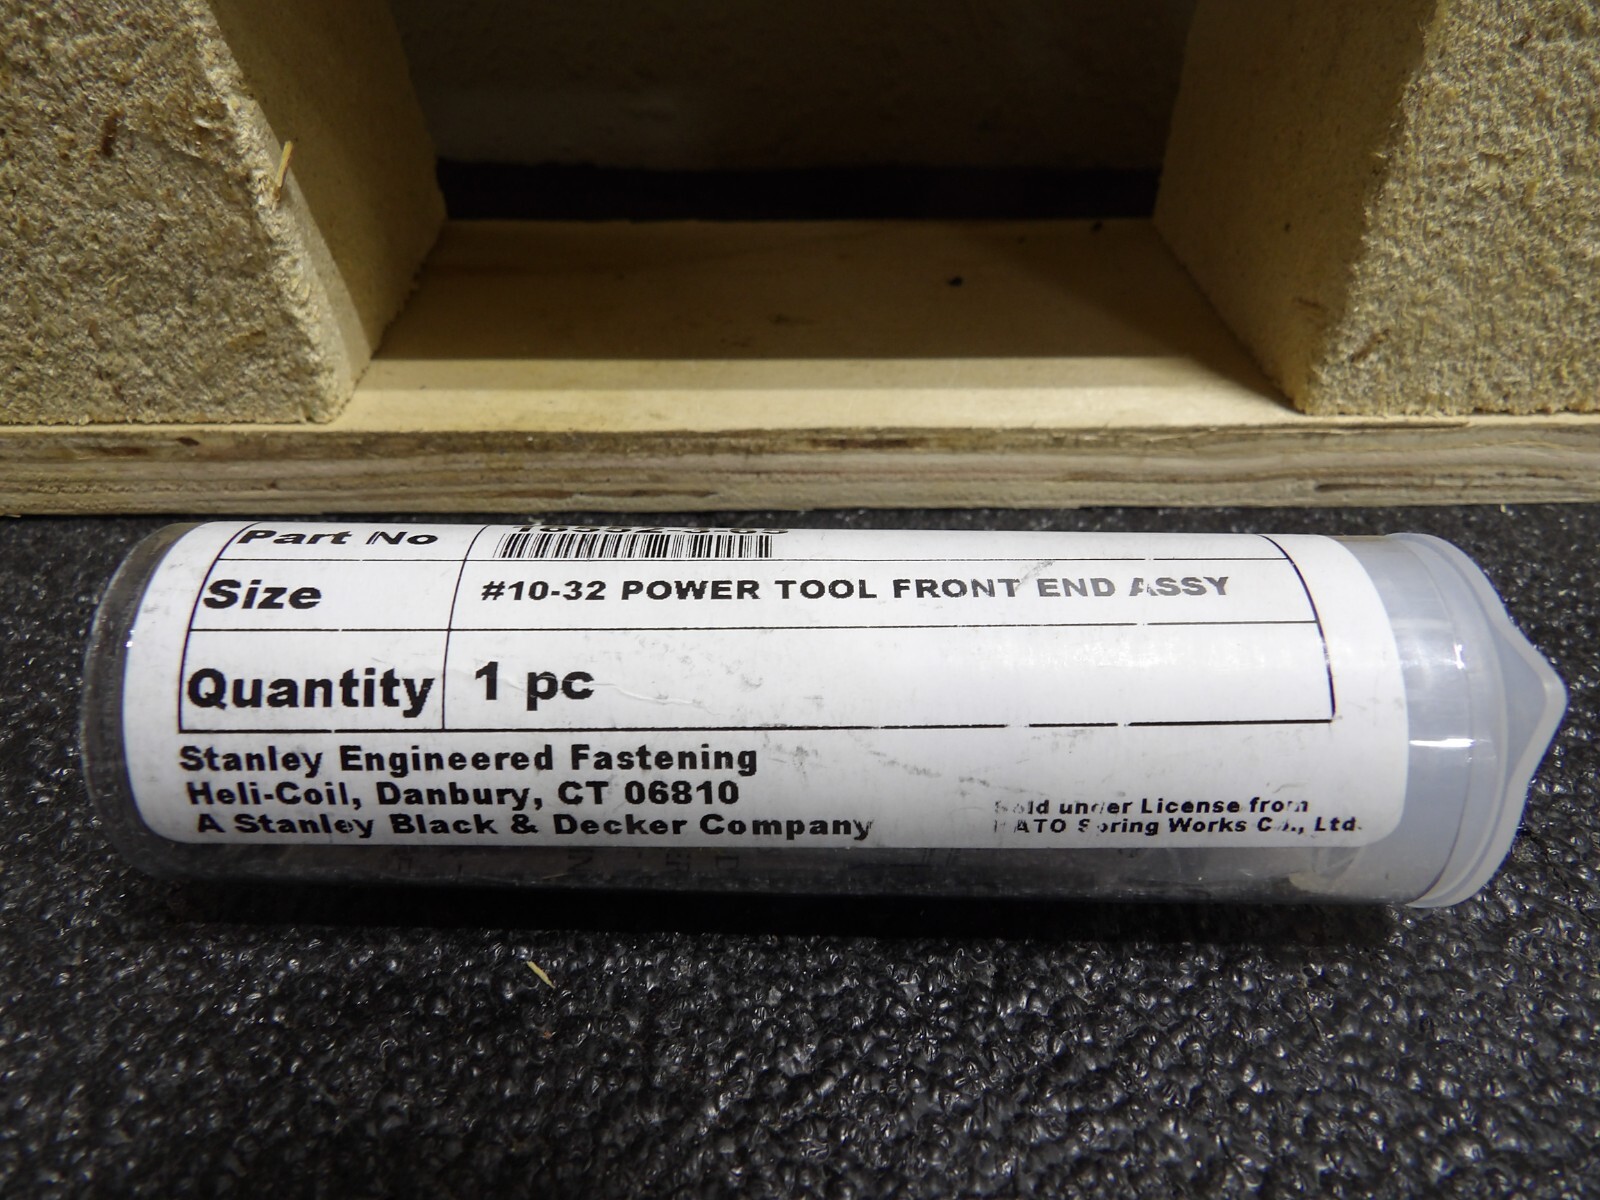 Part No
Size #10-32 POWER TOOL FRONT END ASSY
Quantity 1 pc
Stanley Engineered Fastening
Heli-Coil, Danbury, CT 06810
A Stanley Black & Decker Company
Sold under License from
KATO Spring Works Co., Ltd.